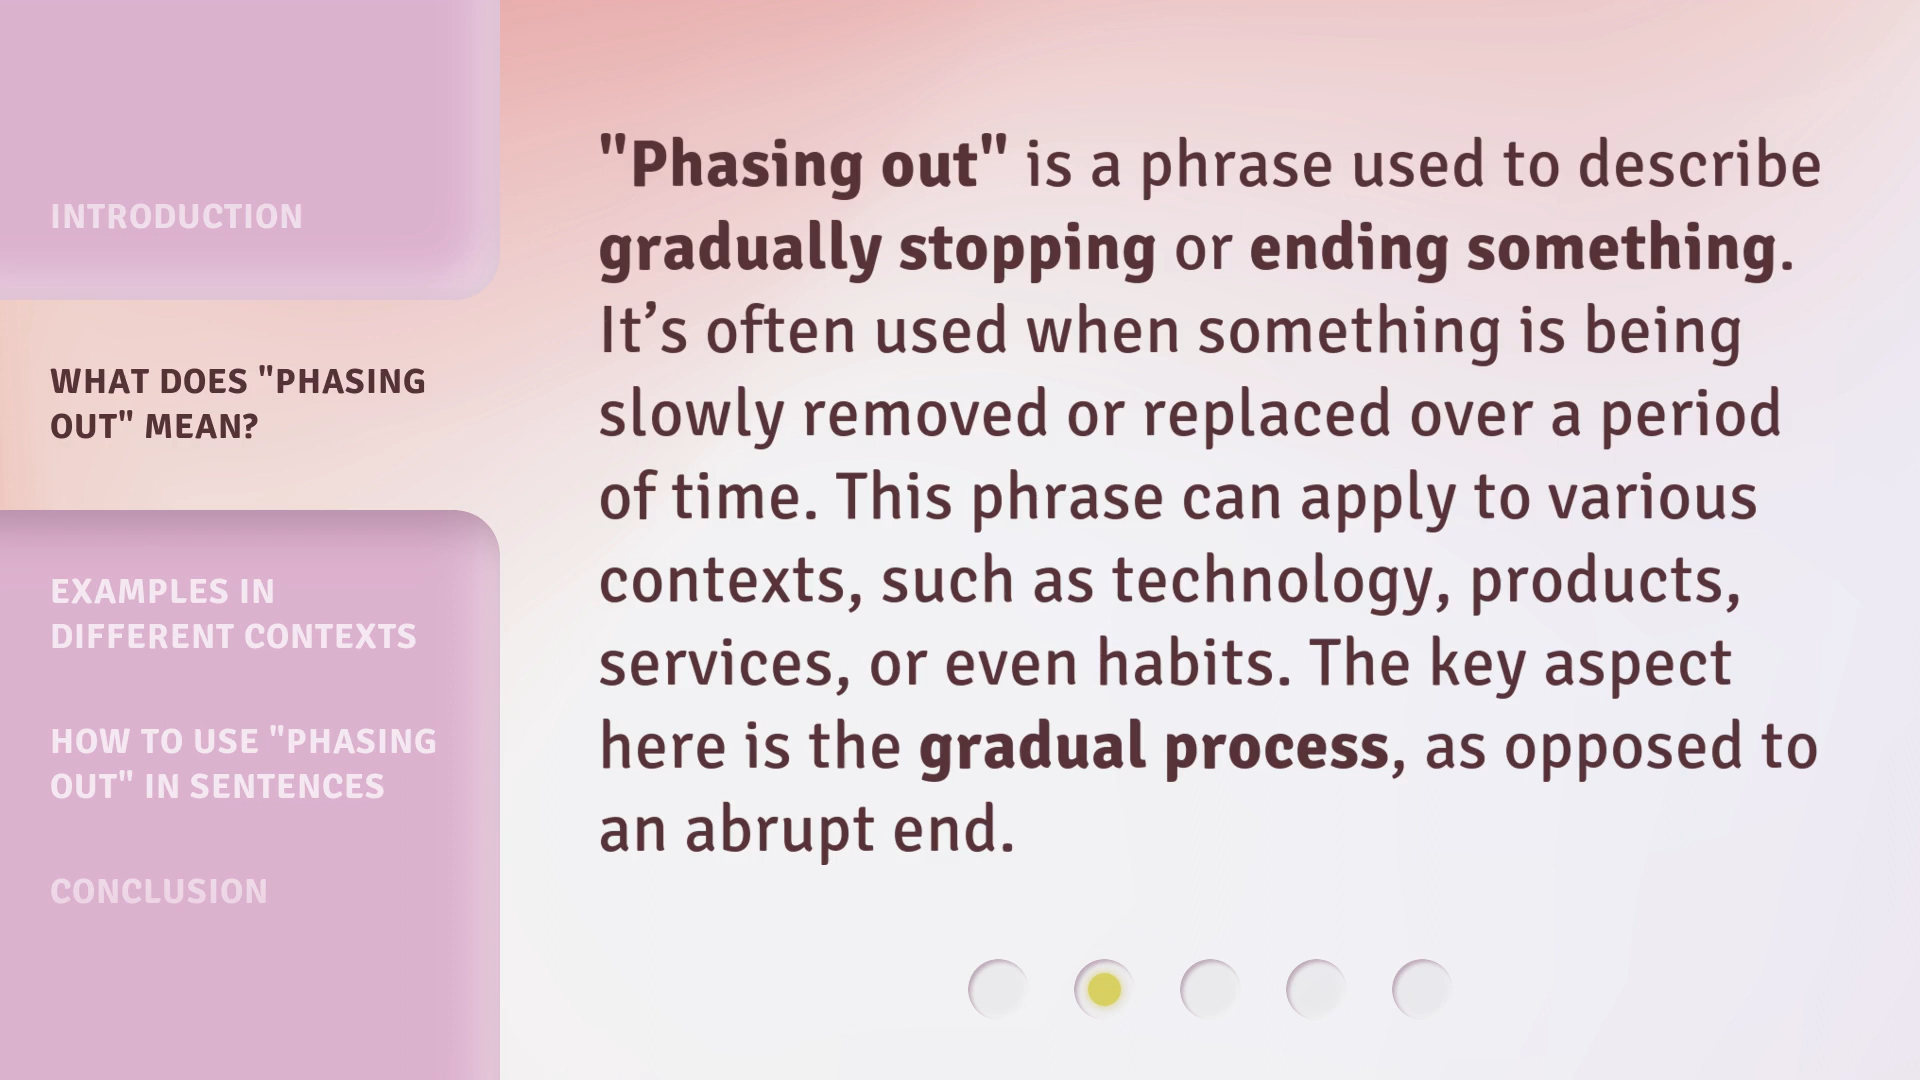 INTRODUCTION
WHAT DOES "PHASING
OUT" MEAN?
EXAMPLES IN
DIFFERENT CONTEXTS
HOW TO USE "PHASING
OUT" IN SENTENCES
CONCLUSION
"Phasing out" is a phrase used to describe
gradually stopping or ending something.
It’s often used when something is being
slowly removed or replaced over a period
of time. This phrase can apply to various
contexts, such as technology, products,
services, or even habits. The key aspect
here is the gradual process, as opposed to
an abrupt end.